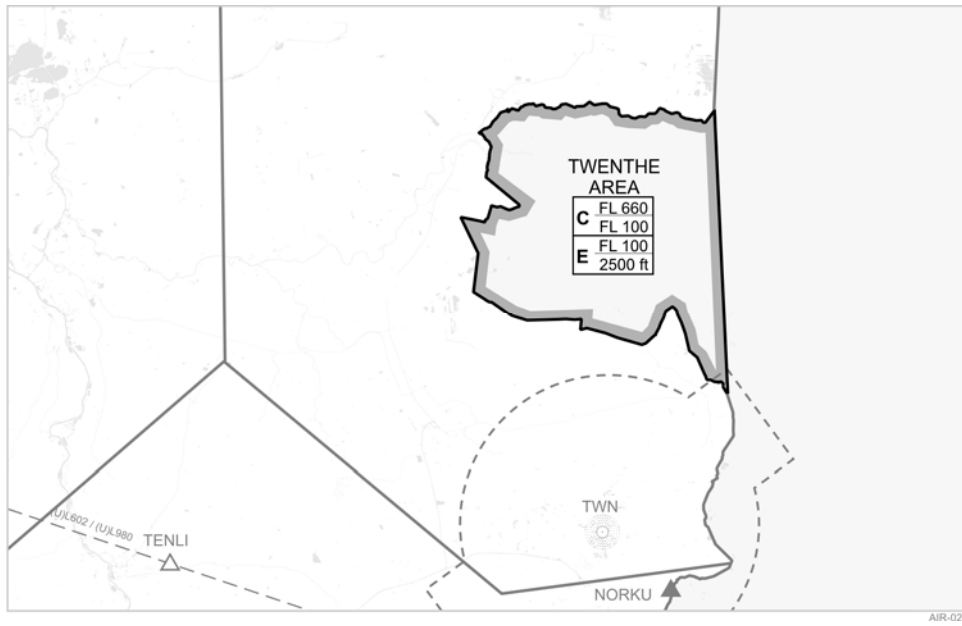 TWENTHE
AREA
C FL 660
FL 100
E FL 100
2500 ft
(U)L602 / (U)L980
TENLI
TWN
NORKU
AIR-02